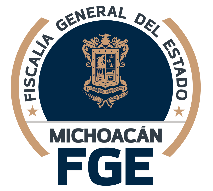 FISCALÍA GENERAL DEL ESTADO
MICHOACÁN
FGE